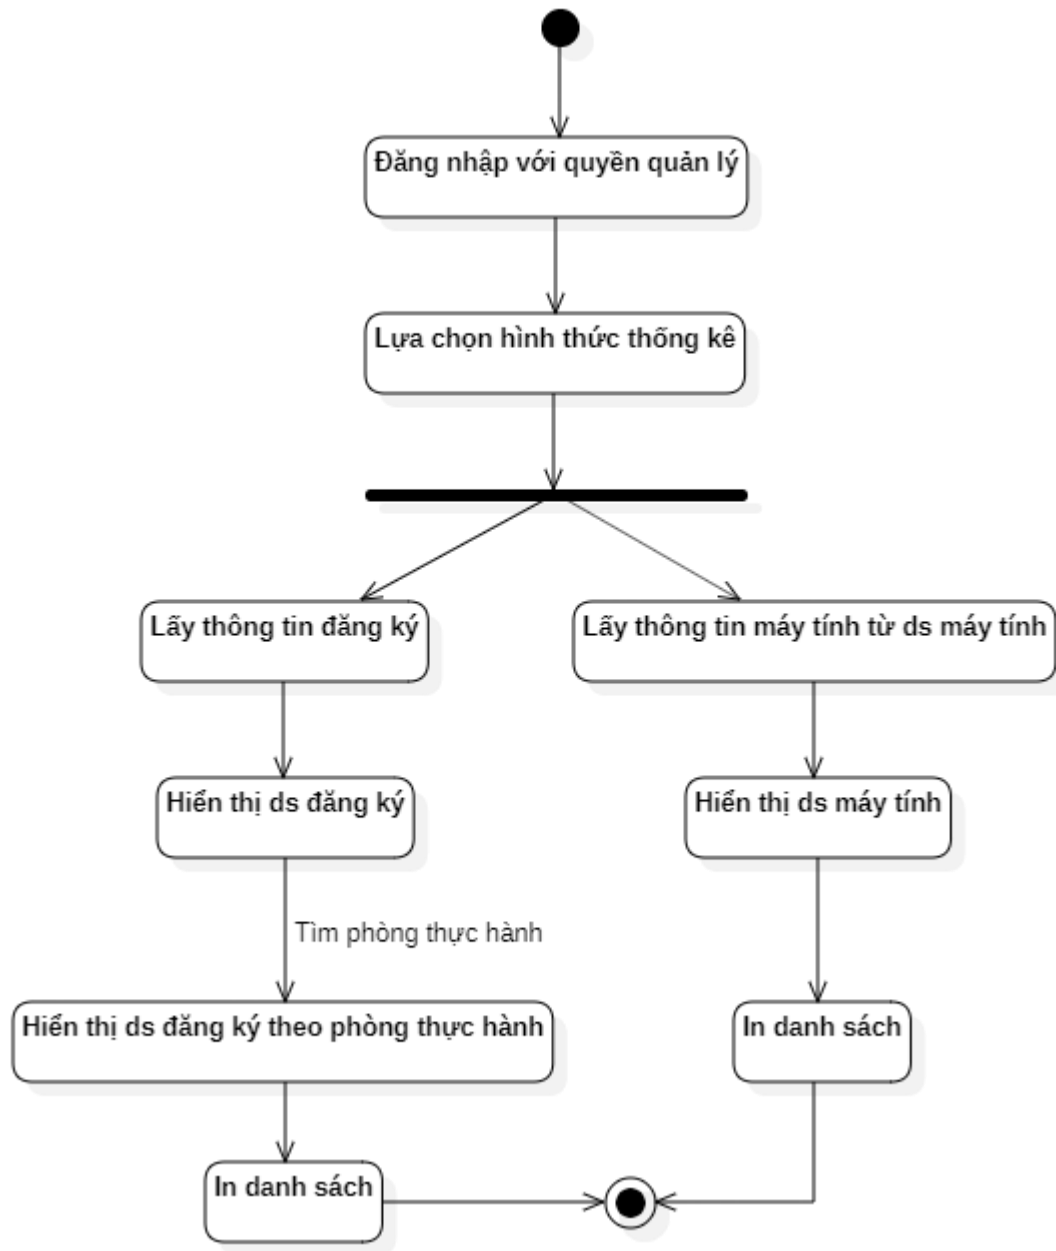 Đăng nhập với quyền quản lý
Lựa chọn hình thức thống kê
Lấy thông tin đăng ký
Lấy thông tin máy tính từ ds máy tính
Hiển thị ds đăng ký
Hiển thị ds máy tính
Tìm phòng thực hành
Hiển thị ds đăng ký theo phòng thực hành
In danh sách
In danh sách